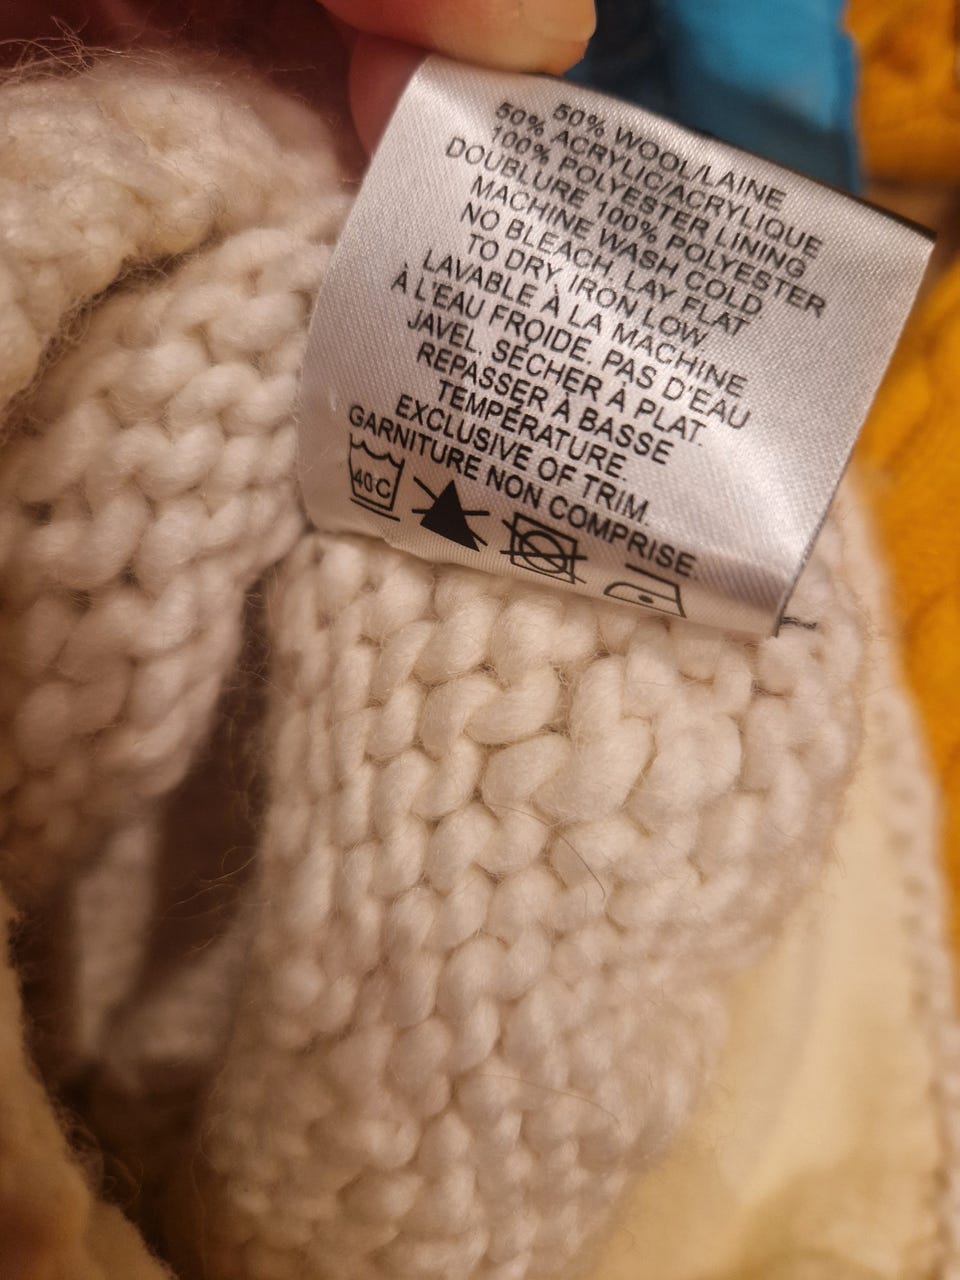 50% WOOL/LAINE
50% ACRYLIC/ACRYLIQUE
100% POLYESTER LINING
DOUBLURE 100% POLYESTER
MACHINE WASH COLD
NO BLEACH, LAY FLAT
TO DRY, IRON LOW
LAVABLE À LA MACHINE
À L'EAU FROIDE. PAS D'EAU
JAVEL. SÉCHER À PLAT.
REPASSER À BASSE
TEMPÉRATURE.
EXCLUSIVE OF TRIM.
GARNITURE NON COMPRISE.
40C